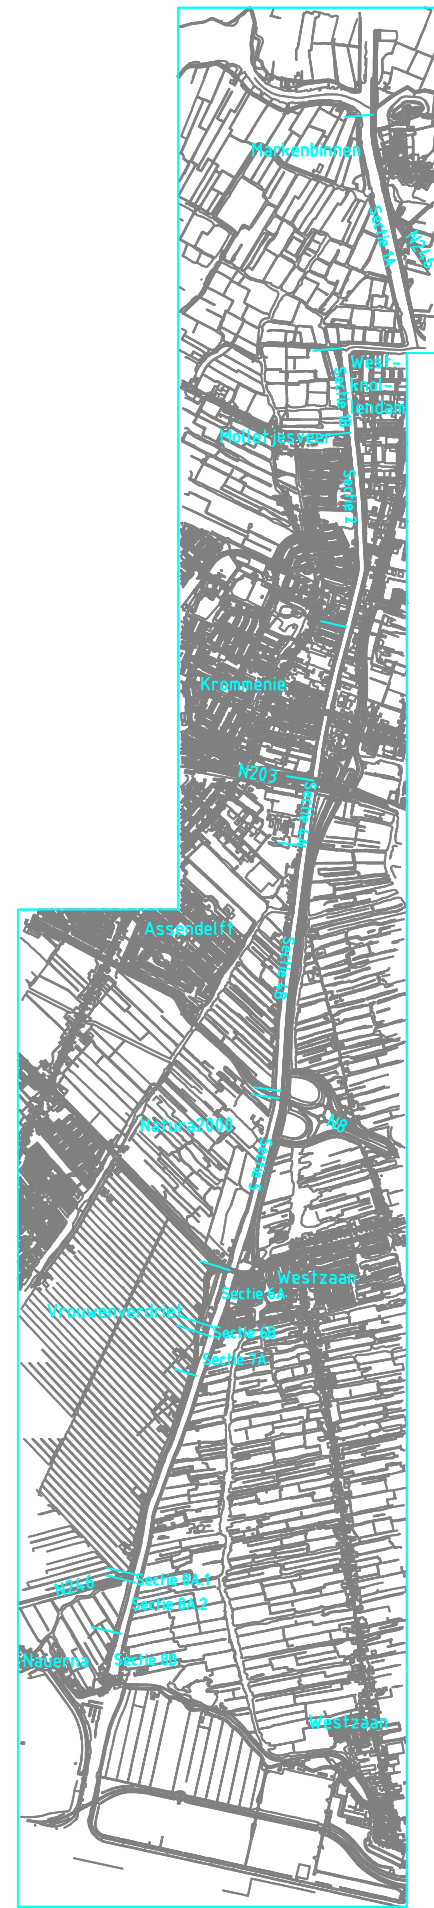 Markenbinnen
Sectie 1A
N246
West-
knol-
lendam
Sectie 1B
Molletjesveer
Sectie 2
Krommenie
N203
Sectie 4A
Assendelft
Sectie 4B
Natura2000
N8
Sectie 5
Westzaan
Sectie 6A
Vrouwenverdriet
Sectie 6B
Sectie 7A
N246
Sectie 8A.1
Sectie 8A.2
Nauerna
Sectie 8B
Westzaan